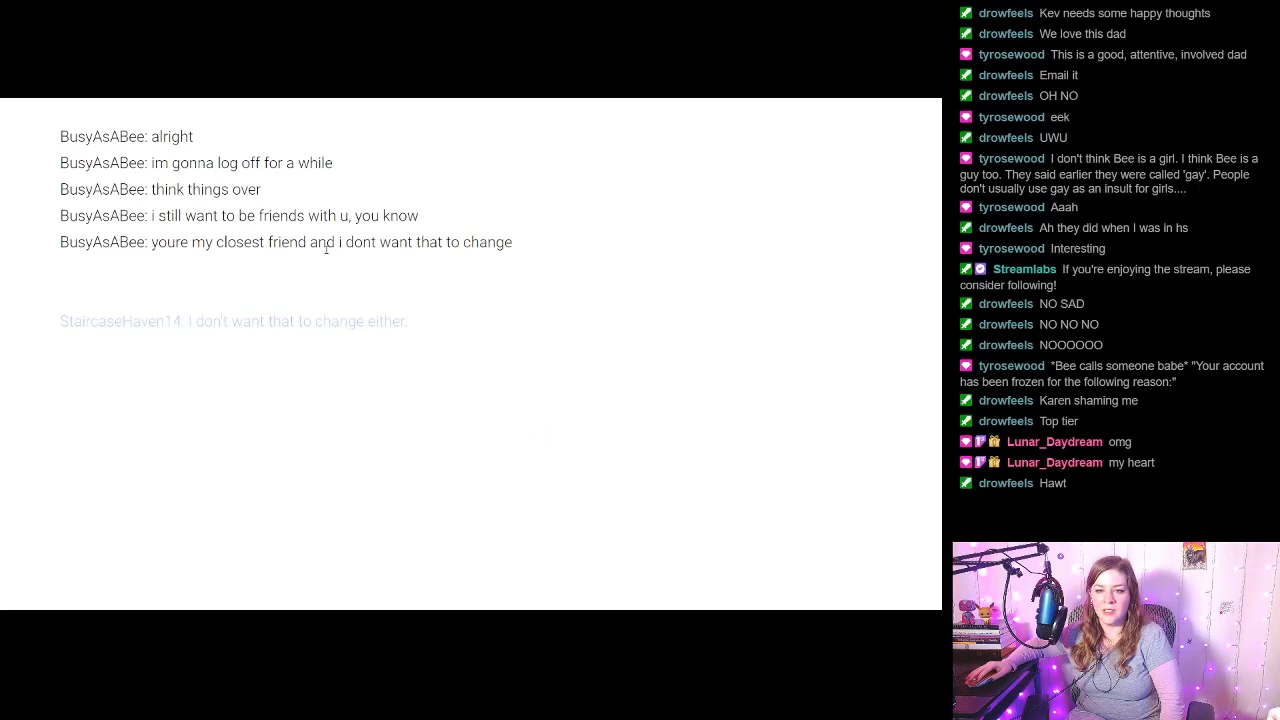 BusyAsABee: alright
BusyAsABee: im gonna log off for a while
BusyAsABee: think things over
BusyAsABee: i still want to be friends with u, you know
BusyAsABee: youre my closest friend and i dont want that to change
StaircaseHaven14: I don't want that to change either.
drowfeels Kev needs some happy thoughts
drowfeels We love this dad
tyrosewood This is a good, attentive, involved dad
drowfeels Email it
drowfeels OH NO
tyrosewood eek
drowfeels UWU
tyrosewood I don't think Bee is a girl. I think Bee is a
guy too. They said earlier they were called 'gay'. People
don't usually use gay as an insult for girls....
tyrosewood Aaah
drowfeels Ah they did when I was in hs
tyrosewood Interesting
Streamlabs If you're enjoying the stream, please
consider following!
drowfeels NO SAD
drowfeels NO NO NO
drowfeels NOOOOOO
tyrosewood *Bee calls someone babe* "Your account
has been frozen for the following reason:"
drowfeels Karen shaming me
drowfeels Top tier
Lunar_Daydream omg
Lunar_Daydream my heart
drowfeels Hawt